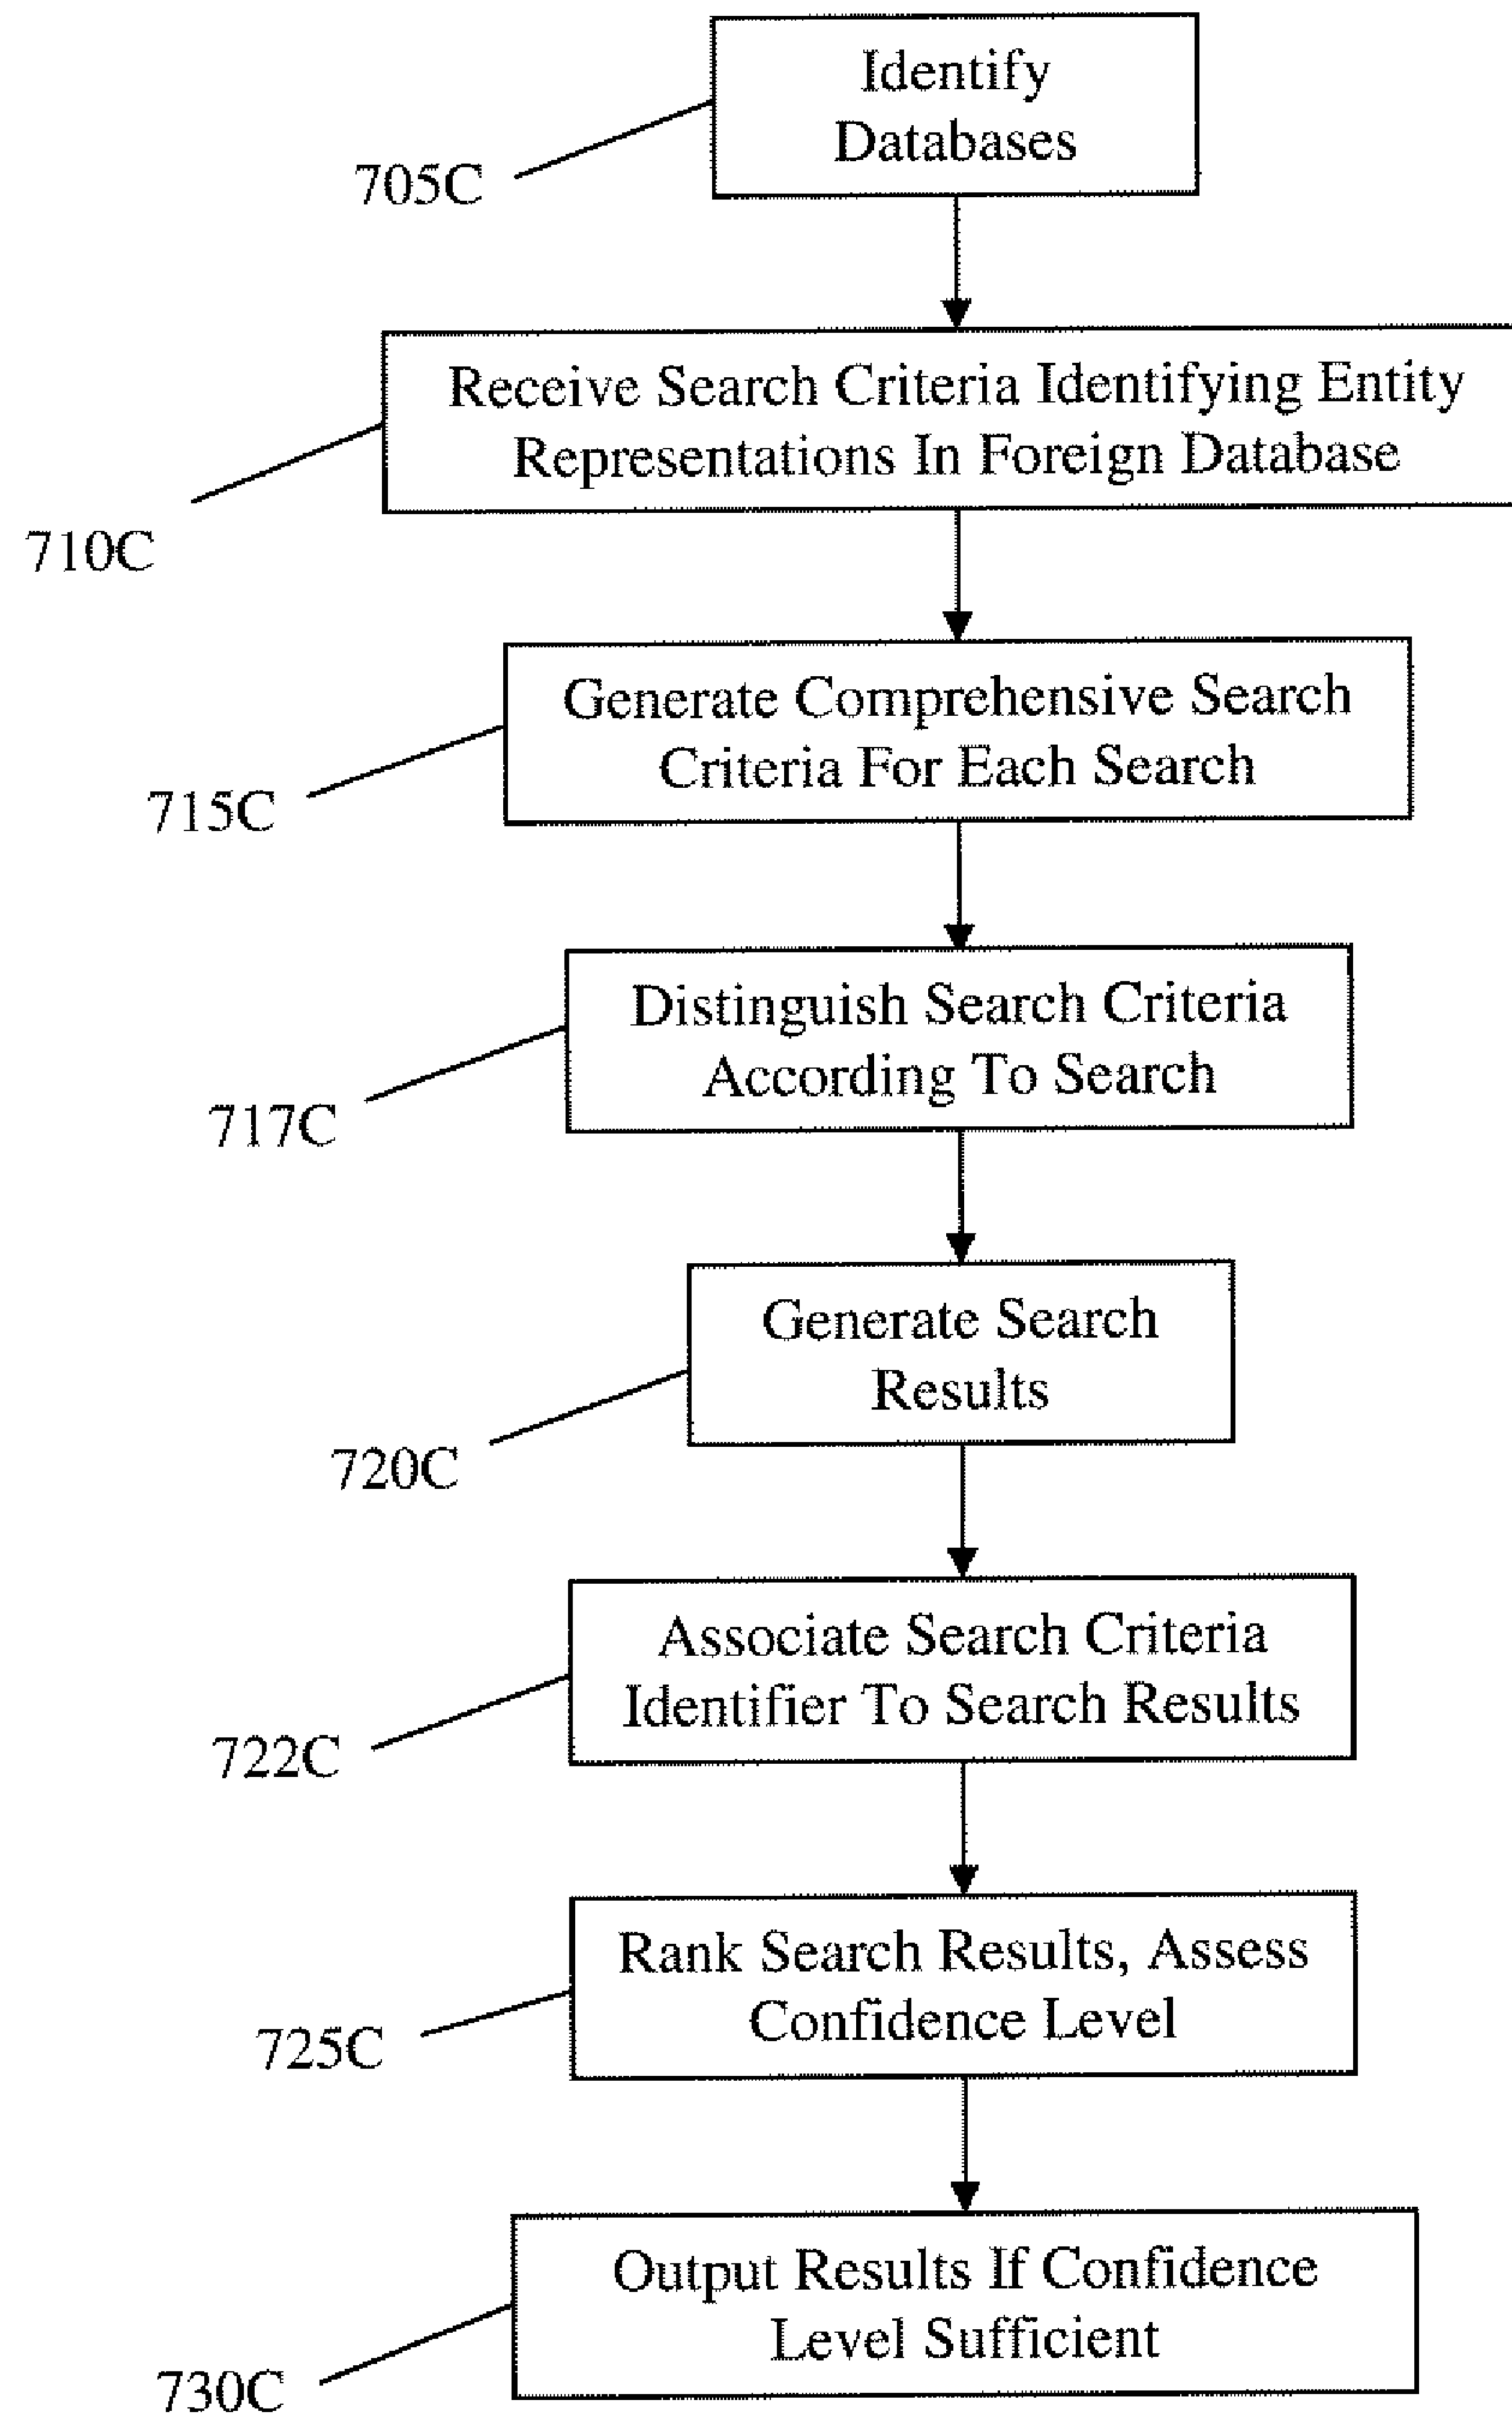 Identify
Databases
705C
Receive Search Criteria Identifying Entity
Representations In Foreign Database
710C
Generate Comprehensive Search
Criteria For Each Search
715C
Distinguish Search Criteria
According To Search
717C
Generate Search
Results
720C
Associate Search Criteria
Identifier To Search Results
722C
Rank Search Results, Assess
Confidence Level
725C
Output Results If Confidence
Level Sufficient
730C